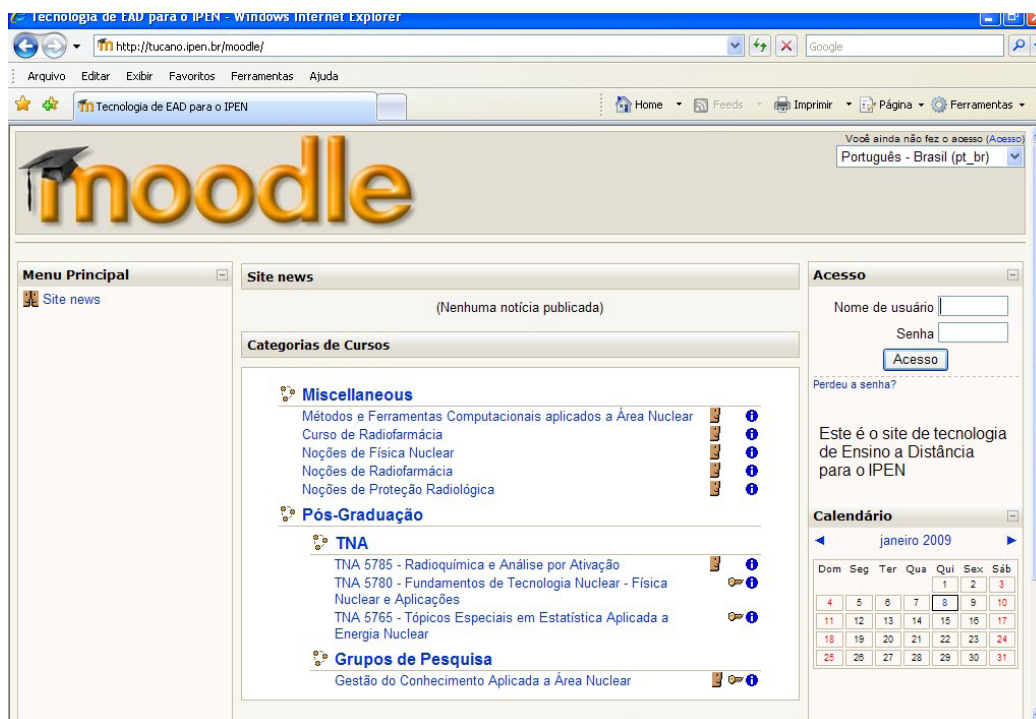 Tecnologia de EAD para o IPEN - Windows Internet Explorer
http://tucano.ipen.br/moodle/
Google
Arquivo Editar Exibir Favoritos Ferramentas Ajuda
Tecnologia de EAD para o IPEN
Home Feeds Imprimir Página Ferramentas
Você ainda não fez o acesso (Acesso)
Português - Brasil (pt_br)
moodle
Menu Principal
Site news
Site news
(Nenhuma notícia publicada)
Categorias de Cursos
Miscellaneous
Métodos e Ferramentas Computacionais aplicados a Área Nuclear
Curso de Radiofarmácia
Noções de Física Nuclear
Noções de Radiofarmácia
Noções de Proteção Radiológica
Pós-Graduação
TNA
TNA 5785 - Radioquímica e Análise por Ativação
TNA 5780 - Fundamentos de Tecnologia Nuclear - Física
Nuclear e Aplicações
TNA 5765 - Tópicos Especiais em Estatística Aplicada a
Energia Nuclear
Grupos de Pesquisa
Gestão do Conhecimento Aplicada a Área Nuclear
Acesso
Nome de usuário
Senha
Acesso
Perdeu a senha?
Este é o site de tecnologia
de Ensino a Distância
para o IPEN
Calendário
janeiro 2009
Dom Seg Ter Qua Qui Sex Sáb
1 2 3
4 5 6 7 8 9 10
11 12 13 14 15 16 17
18 19 20 21 22 23 24
25 26 27 28 29 30 31